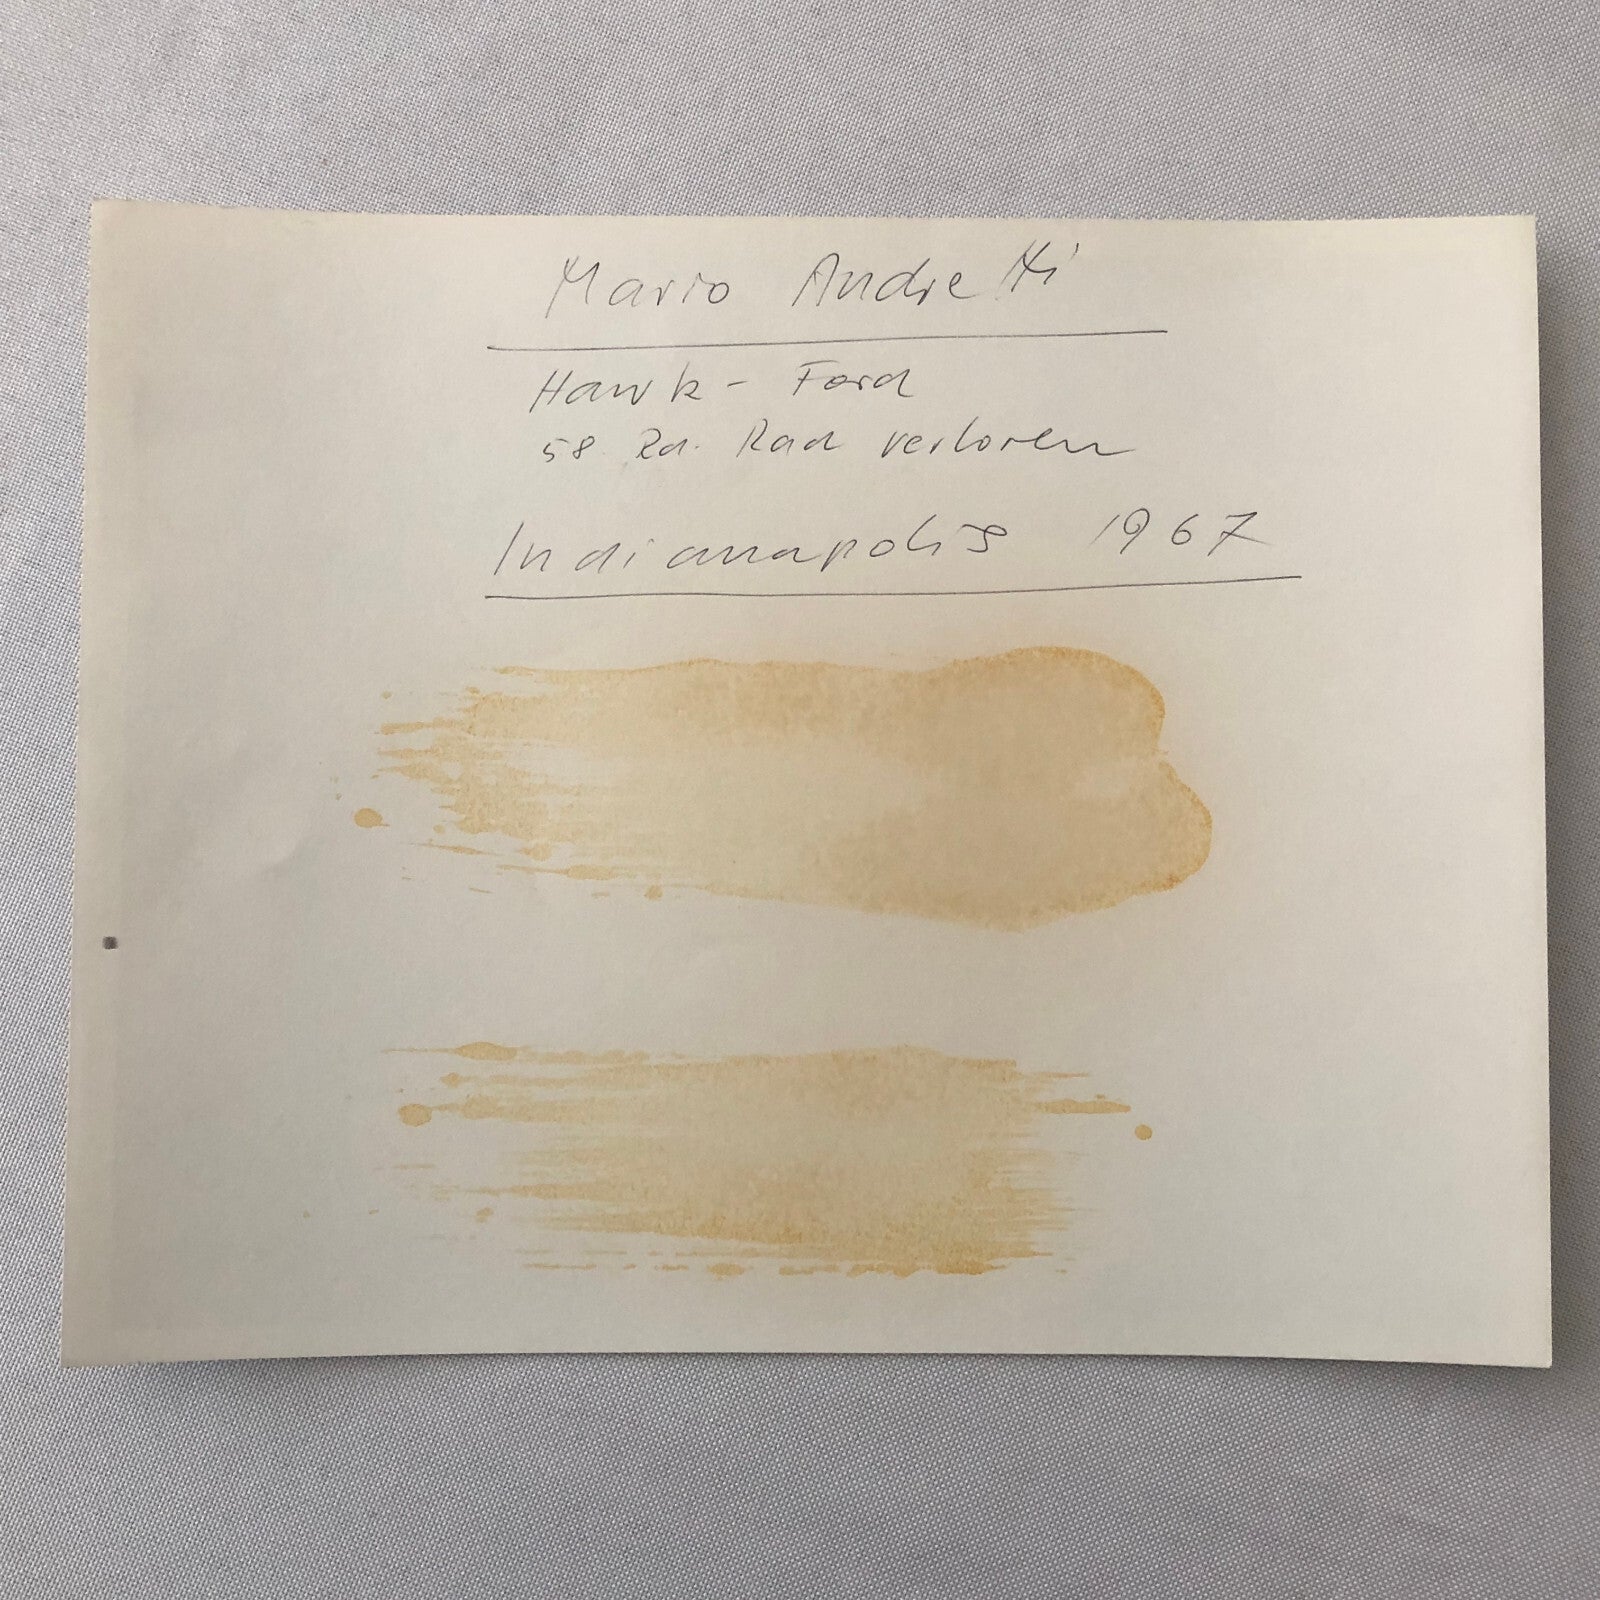 Mario Andretti
Hawk - Ford
58. Rd. Rad verloren
Indianapolis 1967